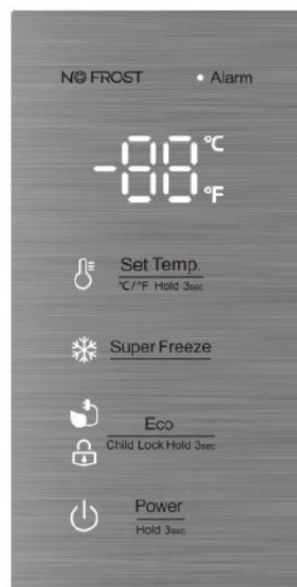 NO FROST
Alarm
-88 °C
°F
Set Temp.
°C/°F Hold 3sec
Super Freeze
Eco
Child Lock Hold 3sec
Power
Hold 3sec